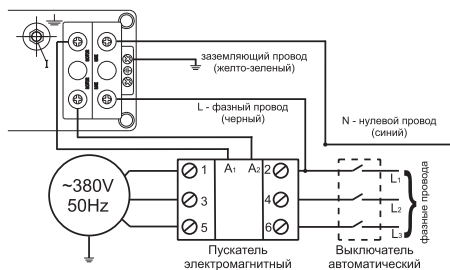 I
заземляющий провод
(желто-зеленый)
L - фазный провод
(черный)
N - нулевой провод
(синий)
~380V
50Hz
1 A1 A2 2
3 4
5 6
L1
L2
L3
фазные провода
Пускатель
электромагнитный
Выключатель
автоматический